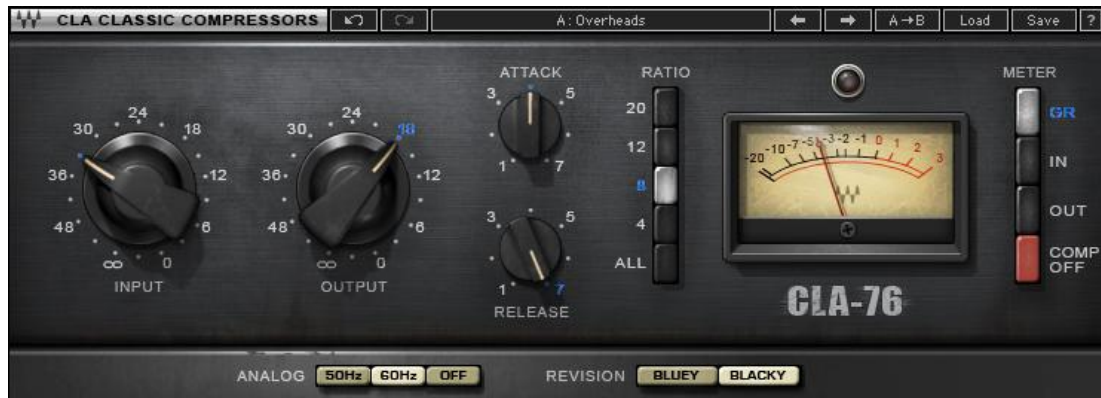 CLA CLASSIC COMPRESSORS A: Overheads A→B Load Save ?
ATTACK RATIO METER
24 30 18 36 12 48 6 ∞ 0
INPUT
24 30 18 36 12 48 6 ∞ 0
OUTPUT
3 5 1 7
3 5 1 7
RELEASE
20
12
8
4
ALL
-20 -10 -7 -5 -3 -2 -1 0 1 2 3
CLA-76
GR
IN
OUT
COMP
OFF
ANALOG 50Hz 60Hz OFF REVISION BLUEY BLACKY